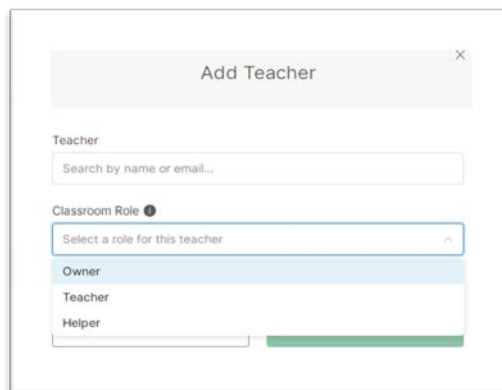 Add Teacher
Teacher
Search by name or email...
Classroom Role
Select a role for this teacher
Owner
Teacher
Helper